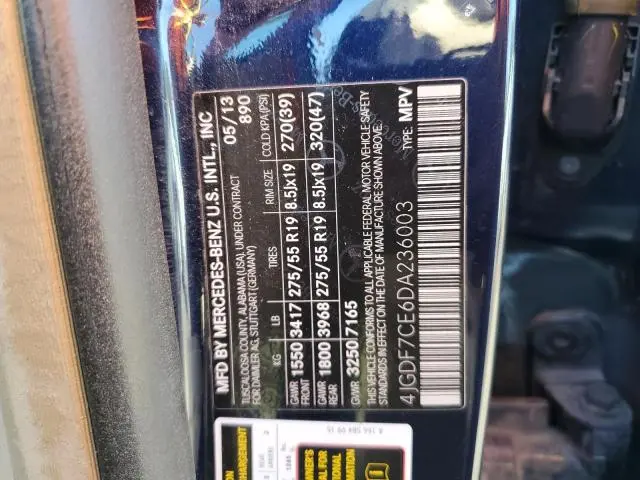 MFD BY MERCEDES-BENZ U.S. INTL., INC
TUSCALOOSA COUNTY, ALABAMA (USA) UNDER CONTRACT
FOR DAIMLER AG, STUTTGART (GERMANY)
05/13
890
KG LB TIRES RIM SIZE COLD KPA(PSI)
GAWR FRONT 1550 3417 275/55 R19 8.5Jx19 270(39)
GAWR REAR 1800 3968 275/55 R19 8.5Jx19 320(47)
GVWR 3250 7165
THIS VEHICLE CONFORMS TO ALL APPLICABLE FEDERAL MOTOR VEHICLE SAFETY
STANDARDS IN EFFECT ON THE DATE OF MANUFACTURE SHOWN ABOVE.
4JGDF7CE6DA236003
TYPE: MPV
A 166 584 99 15